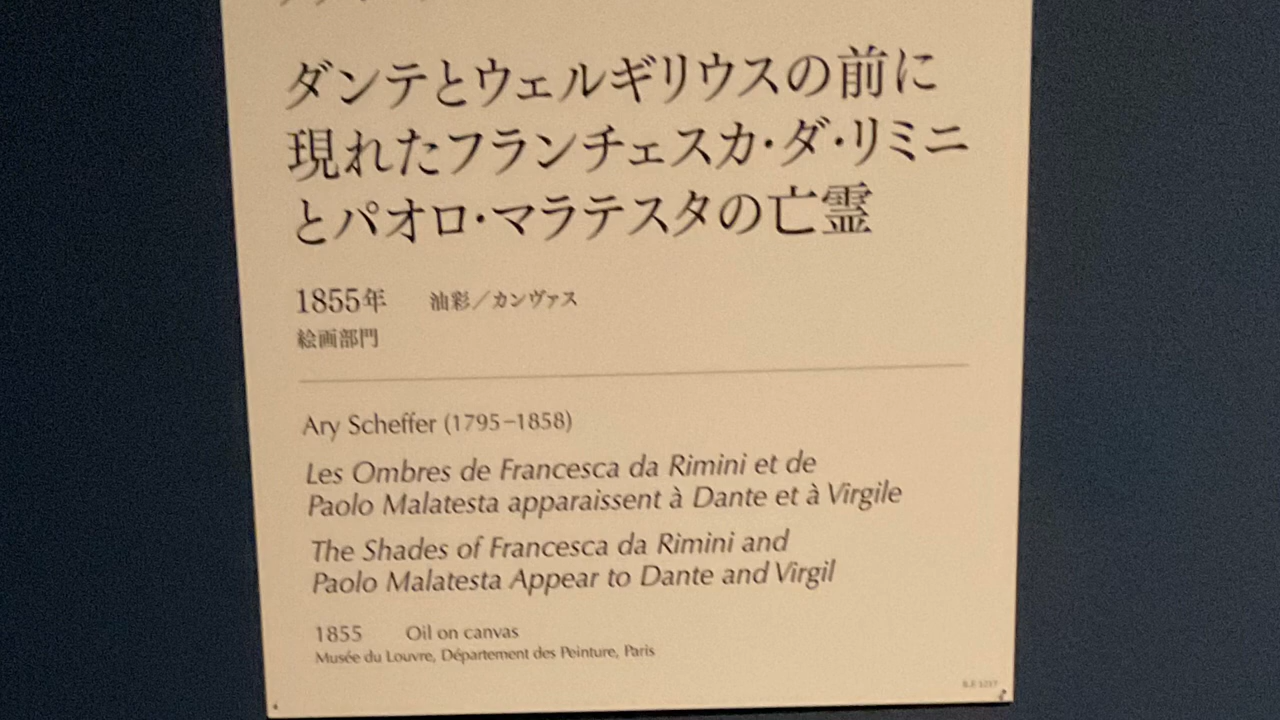 ダンテとウェルギリウスの前に
現れたフランチェスカ・ダ・リミニ
とパオロ・マラテスタの亡霊
1855年 油彩／カンヴァス
絵画部門
Ary Scheffer (1795–1858)
Les Ombres de Francesca da Rimini et de
Paolo Malatesta apparaissent à Dante et à Virgile
The Shades of Francesca da Rimini and
Paolo Malatesta Appear to Dante and Virgil
1855 Oil on canvas
Musée du Louvre, Département des Peinture, Paris